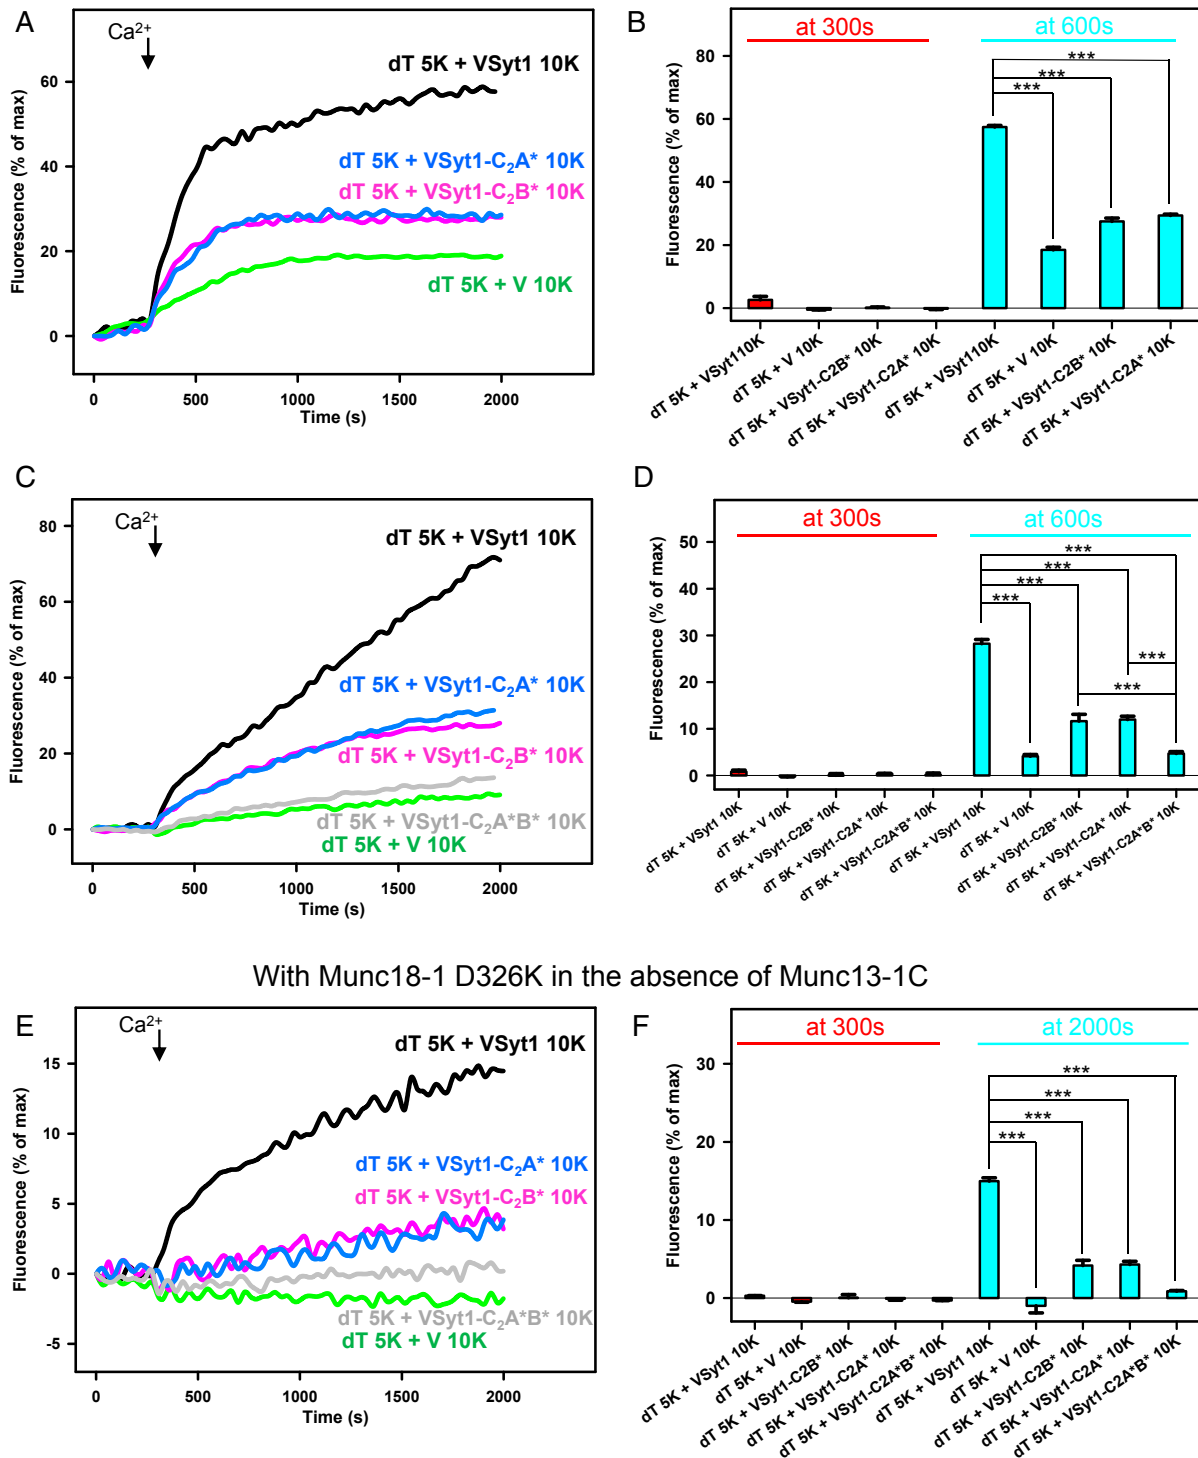 A
Ca2+
dT 5K + VSyt1 10K
dT 5K + VSyt1-C2A* 10K
dT 5K + VSyt1-C2B* 10K
dT 5K + V 10K
Fluorescence (% of max)
60
40
20
0
0 500 1000 1500 2000
Time (s)
B
at 300s at 600s
***
***
***
Fluorescence (% of max)
80
60
40
20
0
dT 5K + VSyt110K
dT 5K + V 10K
dT 5K + VSyt1-C2B* 10K
dT 5K + VSyt1-C2A* 10K
dT 5K + VSyt110K
dT 5K + V 10K
dT 5K + VSyt1-C2B* 10K
dT 5K + VSyt1-C2A* 10K
C
Ca2+
dT 5K + VSyt1 10K
dT 5K + VSyt1-C2A* 10K
dT 5K + VSyt1-C2B* 10K
dT 5K + VSyt1-C2A*B* 10K
dT 5K + V 10K
Fluorescence (% of max)
80
60
40
20
0
0 500 1000 1500 2000
Time (s)
D
at 300s at 600s
***
***
***
***
***
***
Fluorescence (% of max)
50
40
30
20
10
0
dT 5K + VSyt1 10K
dT 5K + V 10K
dT 5K + VSyt1-C2B* 10K
dT 5K + VSyt1-C2A* 10K
dT 5K + VSyt1-C2A*B* 10K
dT 5K + VSyt1 10K
dT 5K + V 10K
dT 5K + VSyt1-C2B* 10K
dT 5K + VSyt1-C2A* 10K
dT 5K + VSyt1-C2A*B* 10K
With Munc18-1 D326K in the absence of Munc13-1C
E
Ca2+
dT 5K + VSyt1 10K
dT 5K + VSyt1-C2A* 10K
dT 5K + VSyt1-C2B* 10K
dT 5K + VSyt1-C2A*B* 10K
dT 5K + V 10K
Fluorescence (% of max)
15
10
5
0
-5
0 500 1000 1500 2000
Time (s)
F
at 300s at 2000s
***
***
***
***
Fluorescence (% of max)
30
20
10
0
dT 5K + VSyt1 10K
dT 5K + V 10K
dT 5K + VSyt1-C2B* 10K
dT 5K + VSyt1-C2A* 10K
dT 5K + VSyt1-C2A*B* 10K
dT 5K + VSyt1 10K
dT 5K + V 10K
dT 5K + VSyt1-C2B* 10K
dT 5K + VSyt1-C2A* 10K
dT 5K + VSyt1-C2A*B* 10K